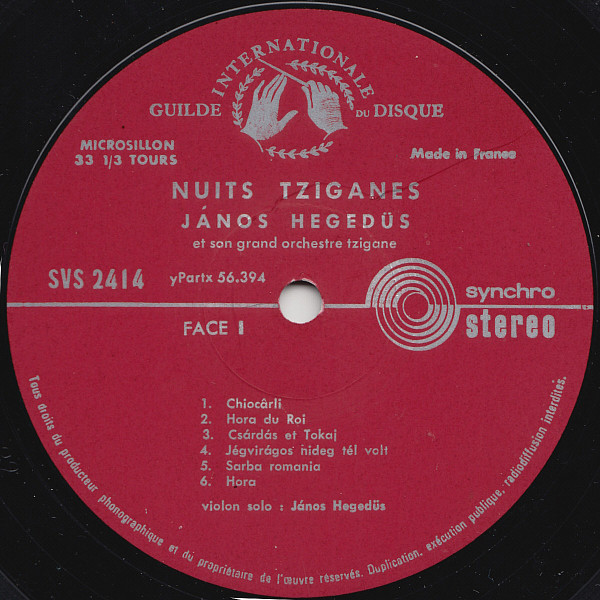 GUILDE INTERNATIONALE DU DISQUE
MICROSILLON
33 1/3 TOURS
Made in France
NUITS TZIGANES
JÁNOS HEGEDÜS
et son grand orchestre tzigane
SVS 2414 yPartx 56.394
synchro
stereo
FACE I
1. Chiocârli
2. Hora du Roi
3. Csárdás et Tokaj
4. Jégvirágos hideg tél volt
5. Sarba romania
6. Hora
violon solo : János Hegedüs
Tous droits du producteur phonographique et du propriétaire de l'œuvre réservés. Duplication, exécution publique, radiodiffusion interdites.